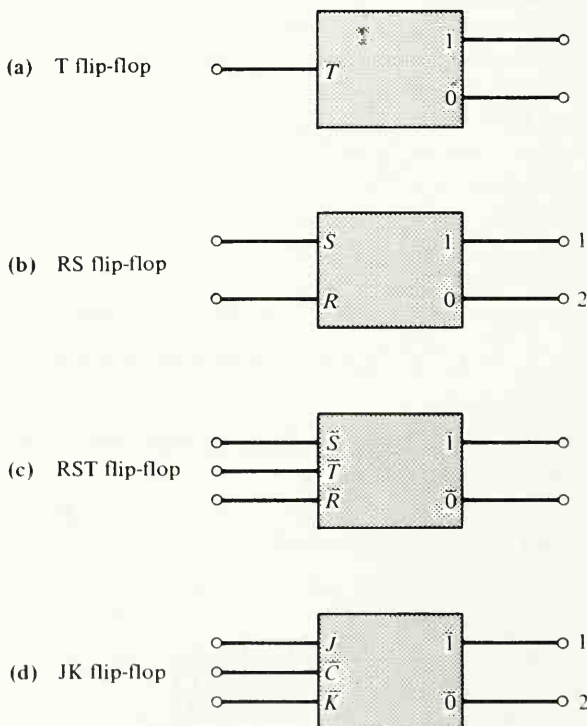 (a) T flip-flop
T
1
0
(b) RS flip-flop
S
1
1
R
0
2
(c) RST flip-flop
S
1
T
R
0
(d) JK flip-flop
J
1
1
C
K
0
2